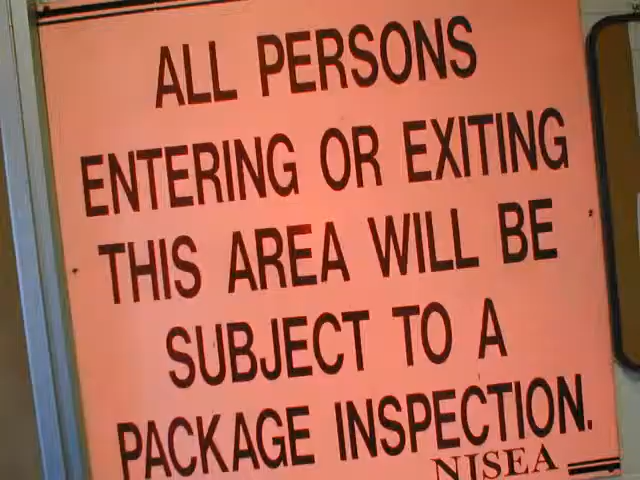 ALL PERSONS
ENTERING OR EXITING
THIS AREA WILL BE
SUBJECT TO A
PACKAGE INSPECTION.
NISEA